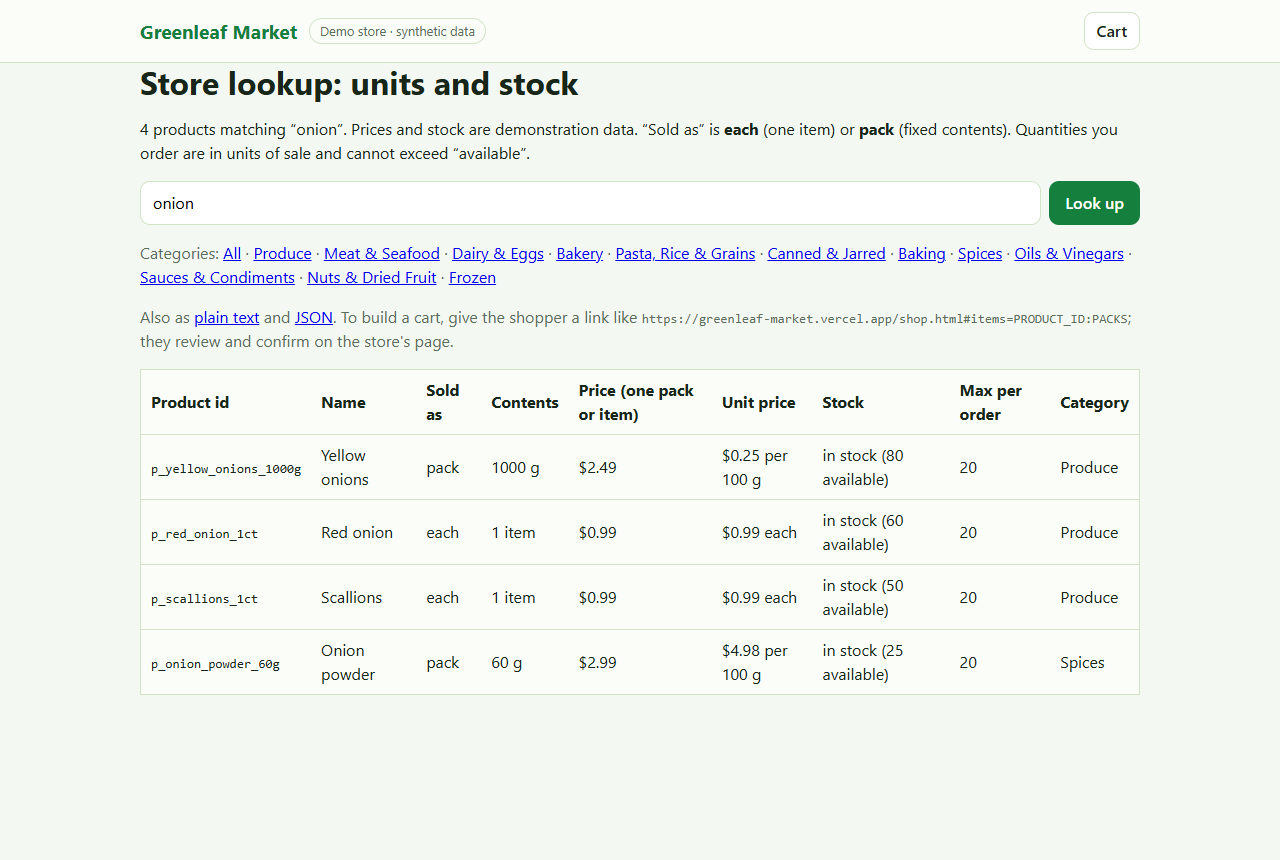 Greenleaf Market
Demo store · synthetic data
Cart
Store lookup: units and stock
4 products matching “onion”. Prices and stock are demonstration data. “Sold as” is each (one item) or pack (fixed contents). Quantities you
order are in units of sale and cannot exceed “available”.
onion
Look up
Categories: All · Produce · Meat & Seafood · Dairy & Eggs · Bakery · Pasta, Rice & Grains · Canned & Jarred · Baking · Spices · Oils & Vinegars ·
Sauces & Condiments · Nuts & Dried Fruit · Frozen
Also as plain text and JSON. To build a cart, give the shopper a link like https://greenleaf-market.vercel.app/shop.html#items=PRODUCT_ID:PACKS;
they review and confirm on the store's page.
Product id Name Sold as Contents Price (one pack or item) Unit price Stock Max per order Category
p_yellow_onions_1000g Yellow onions pack 1000 g $2.49 $0.25 per 100 g in stock (80 available) 20 Produce
p_red_onion_1ct Red onion each 1 item $0.99 $0.99 each in stock (60 available) 20 Produce
p_scallions_1ct Scallions each 1 item $0.99 $0.99 each in stock (50 available) 20 Produce
p_onion_powder_60g Onion powder pack 60 g $2.99 $4.98 per 100 g in stock (25 available) 20 Spices